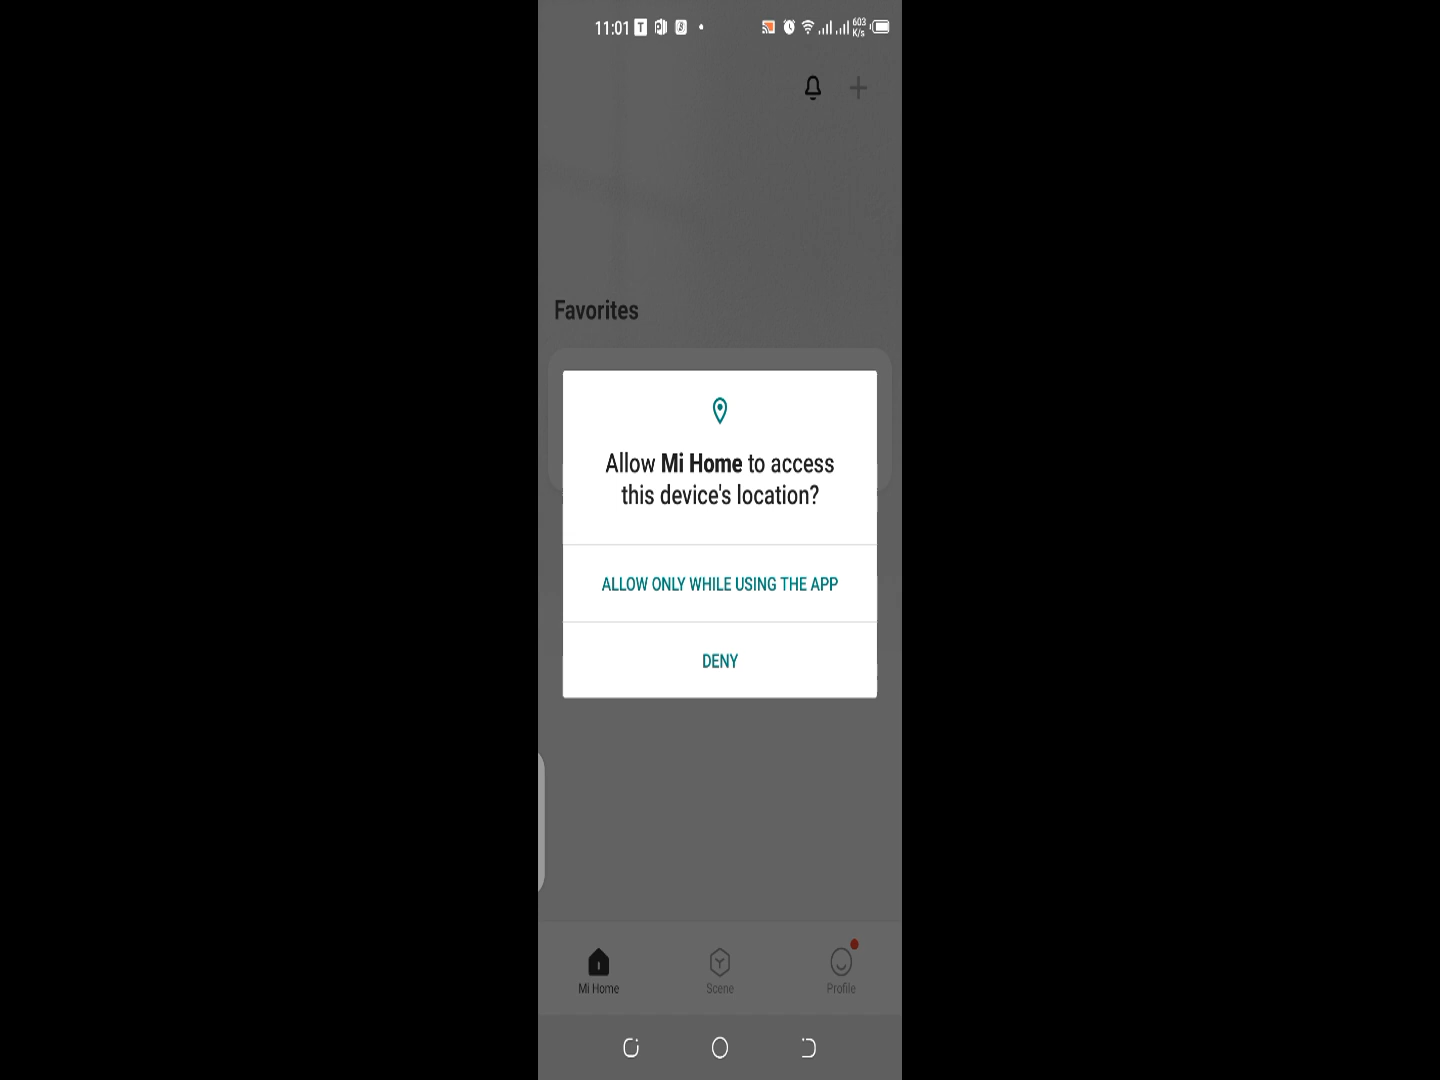 11:01 T 603 K/s
Favorites
Allow Mi Home to access
this device's location?
ALLOW ONLY WHILE USING THE APP
DENY
Mi Home Scene Profile